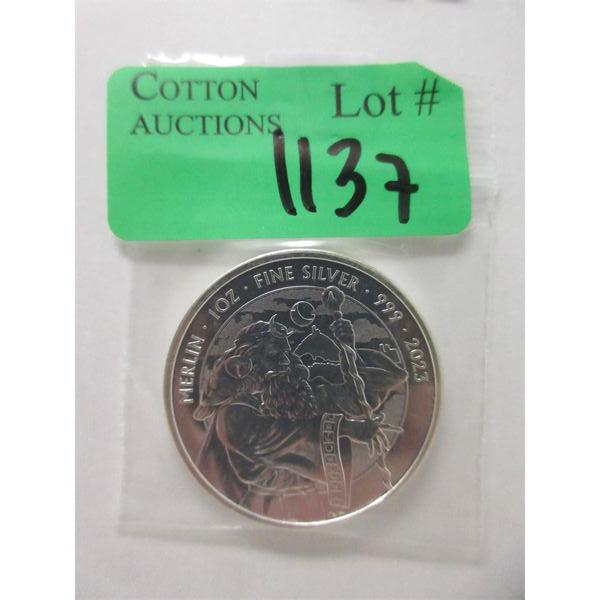 COTTON
AUCTIONS
Lot #
1137
MERLIN · 1OZ · FINE SILVER · 999 · 2023